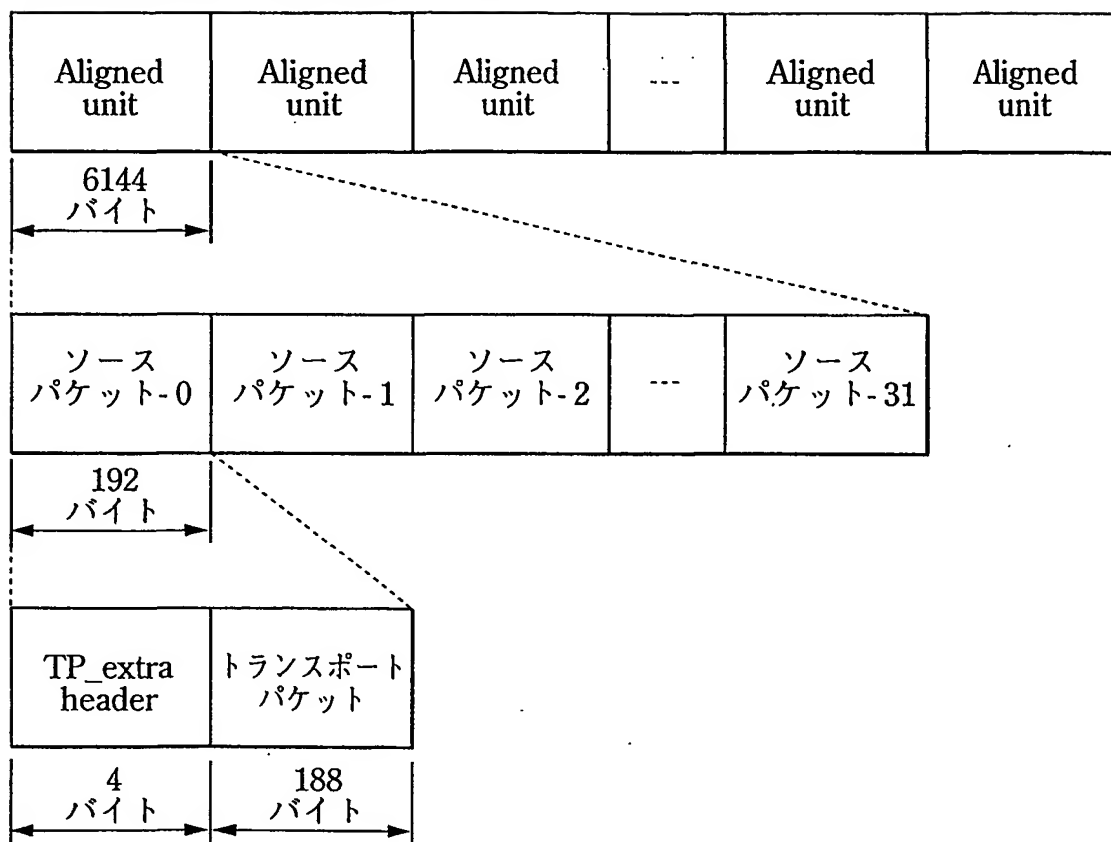 Aligned unit
Aligned unit
Aligned unit
---
Aligned unit
Aligned unit
6144
バイト
ソース
パケット-0
ソース
パケット-1
ソース
パケット-2
---
ソース
パケット-31
192
バイト
TP_extra
header
トランスポート
パケット
4
バイト
188
バイト